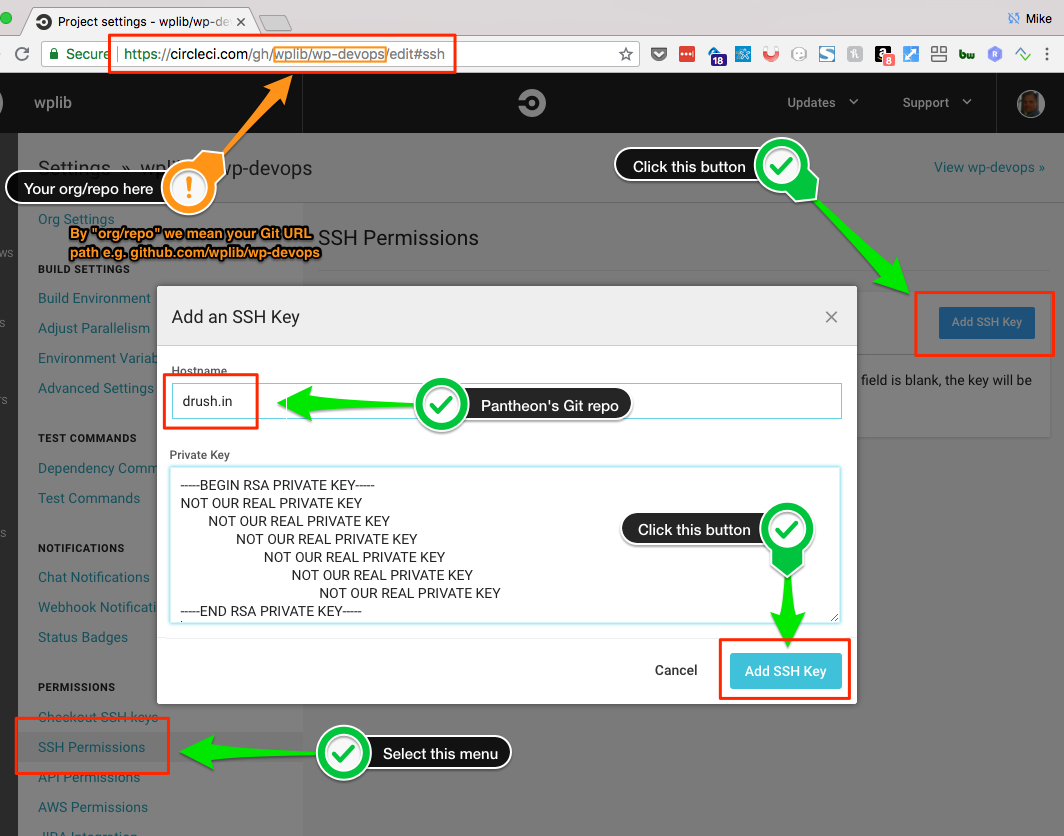 Project settings - wplib/wp-de
Mike
Secure
https://circleci.com/gh/wplib/wp-devops/edit#ssh
18
8
bw
R
wplib
Updates
Support
Settings » wp
vp-devops
View wp-devops »
Your org/repo here
!
Click this button
Org Settings
By "org/repo" we mean your Git URL
path e.g. github.com/wplib/wp-devops
SSH Permissions
ws
BUILD SETTINGS
Build Environment
Adjust Parallelism
Environment Variab
Advanced Settings
Add SSH Key
field is blank, the key will be
Add an SSH Key
Hostname
drush.in
Pantheon's Git repo
Private Key
-----BEGIN RSA PRIVATE KEY-----
NOT OUR REAL PRIVATE KEY
NOT OUR REAL PRIVATE KEY
NOT OUR REAL PRIVATE KEY
NOT OUR REAL PRIVATE KEY
NOT OUR REAL PRIVATE KEY
NOT OUR REAL PRIVATE KEY
-----END RSA PRIVATE KEY-----
Click this button
Cancel
Add SSH Key
TEST COMMANDS
Dependency Comm
Test Commands
NOTIFICATIONS
Chat Notifications
Webhook Notificati
Status Badges
PERMISSIONS
Checkout SSH keys
SSH Permissions
Select this menu
API Permissions
AWS Permissions
JIRA Integration